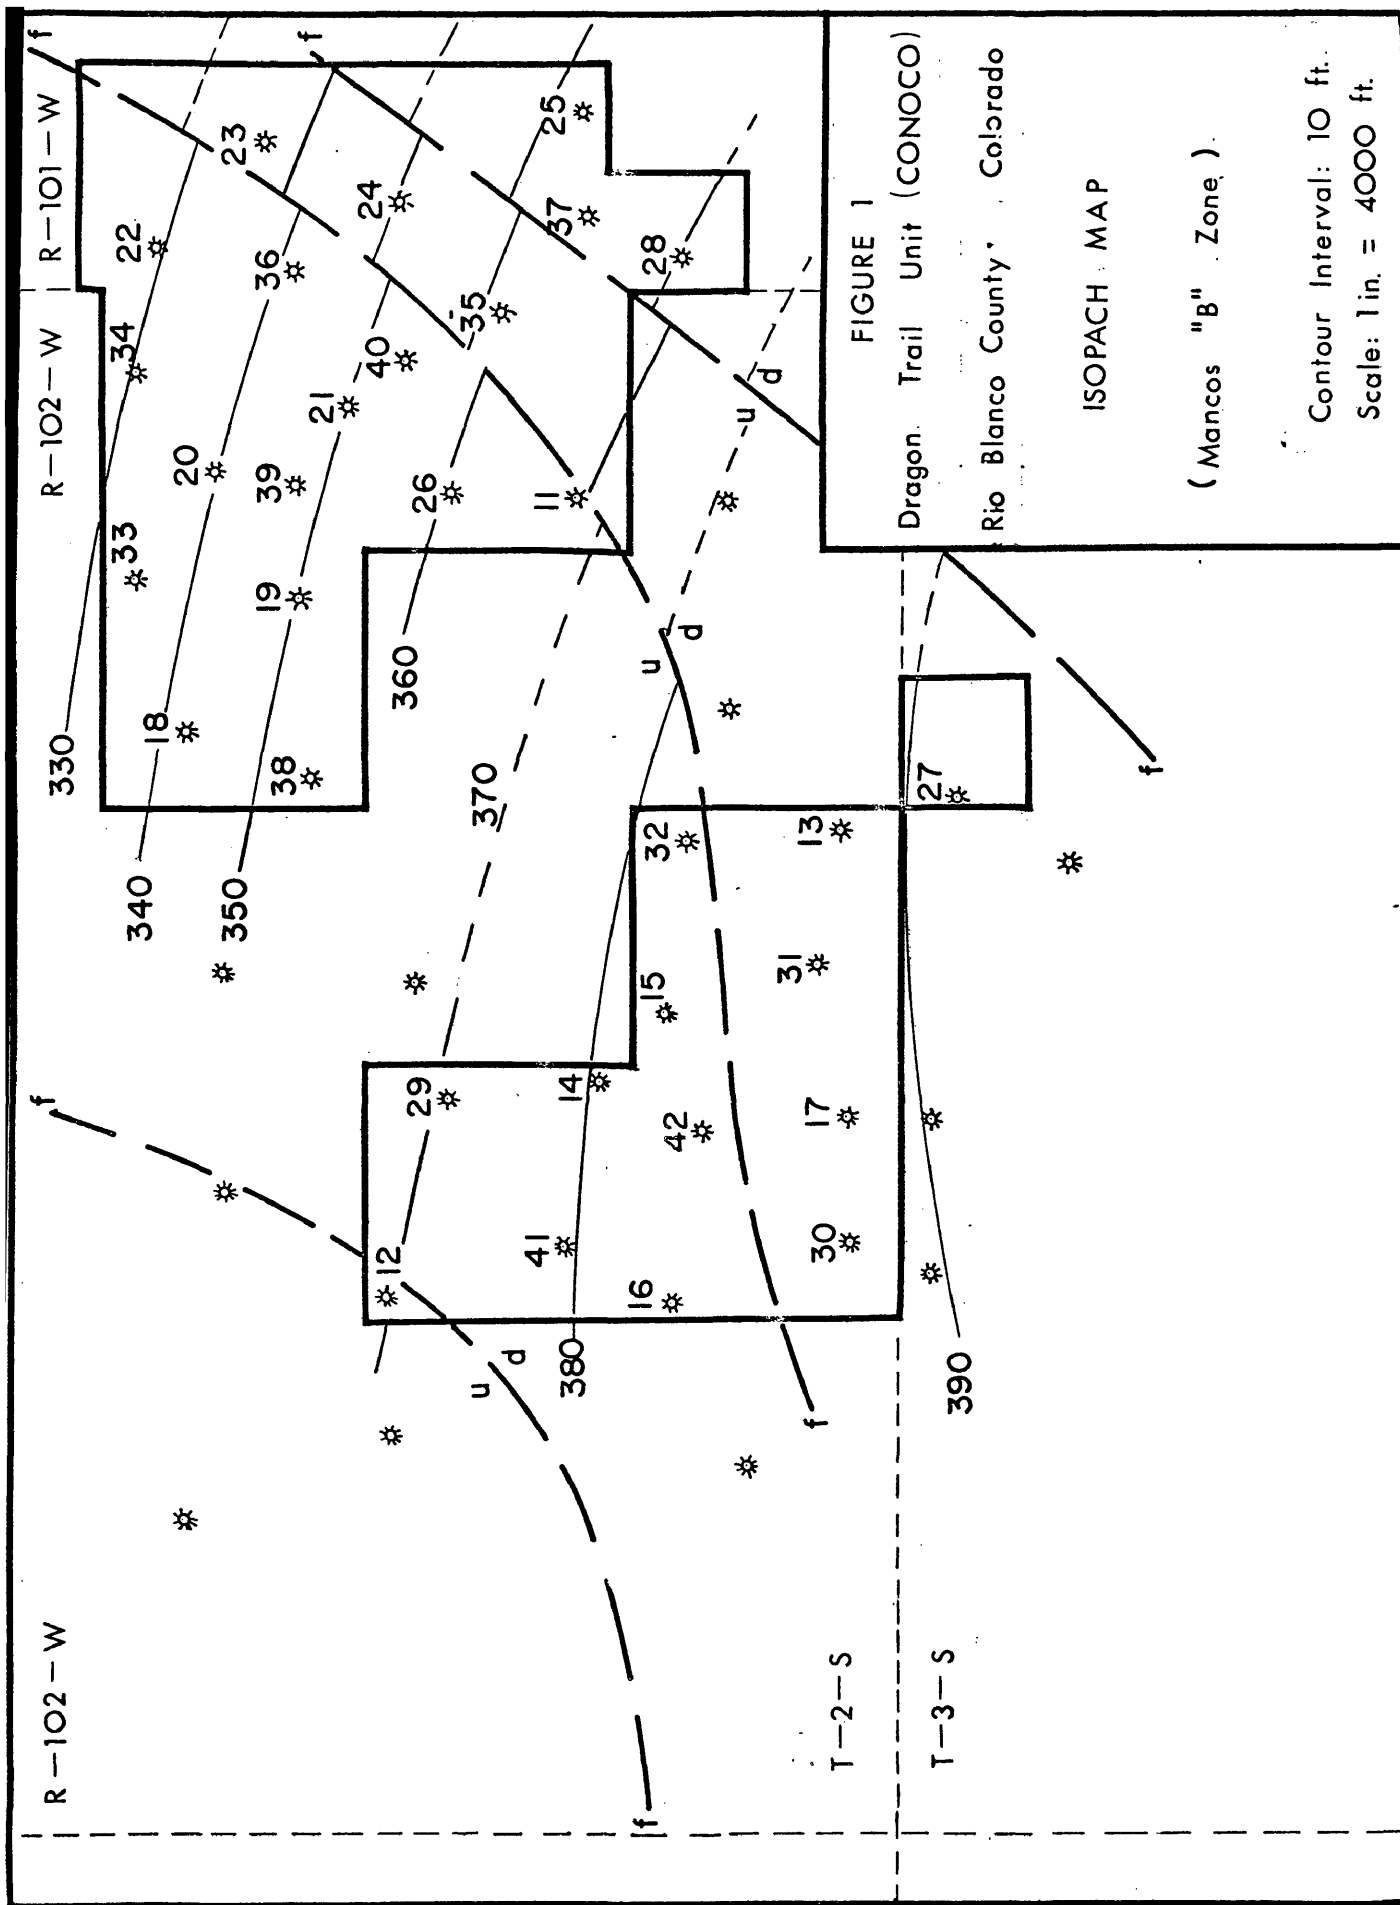 R-102-W
f
R-102-W
R-101-W
f
330
33
34
22
340
18
20
350
23
19
39
36
38
f
21
24
12
40
360
29
26
35
u
370
d
41
14
11
25
37
380
16
15
32
u
28
f
42
d
u
d
f
30
17
31
13
T-2-S
27
T-3-S
390
f
FIGURE 1
Dragon Trail Unit (CONOCO)
Rio Blanco County, Colorado
ISOPACH MAP
(Mancos "B" Zone)
Contour Interval: 10 ft.
Scale: 1 in. = 4000 ft.